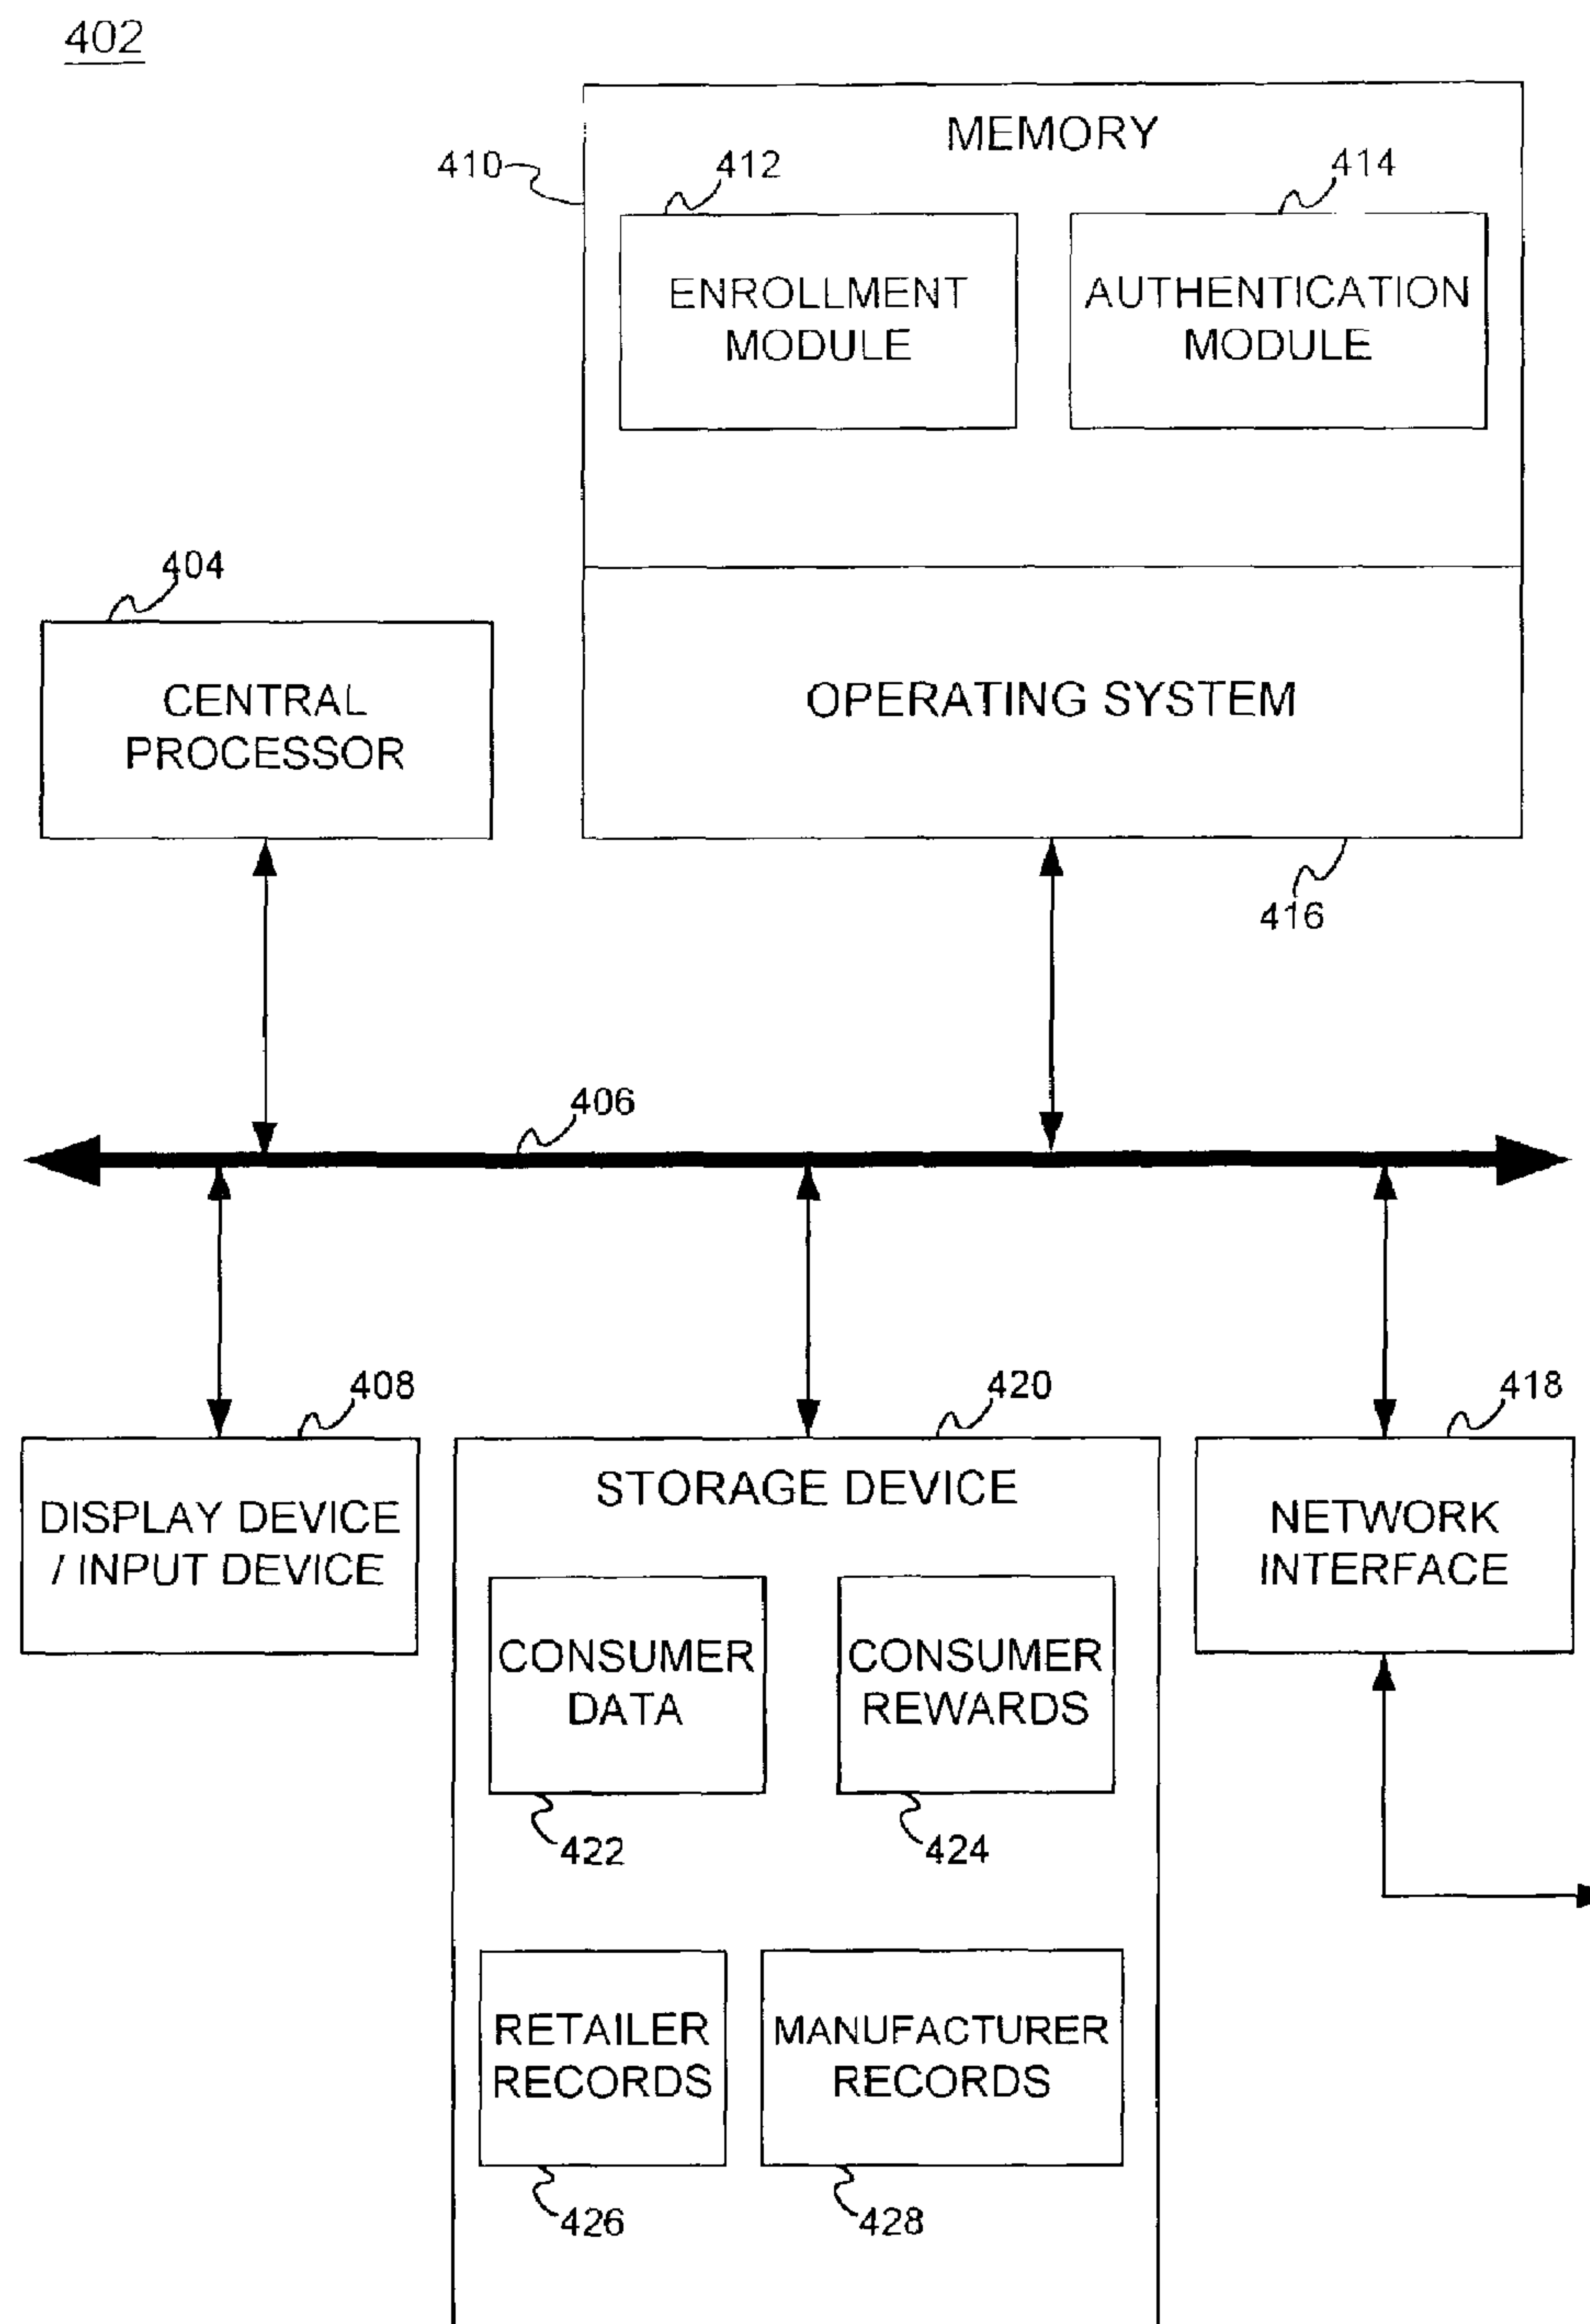 402
MEMORY
410
412
414
ENROLLMENT
MODULE
AUTHENTICATION
MODULE
404
CENTRAL
PROCESSOR
OPERATING SYSTEM
416
406
408
420
418
DISPLAY DEVICE
/ INPUT DEVICE
STORAGE DEVICE
NETWORK
INTERFACE
CONSUMER
DATA
CONSUMER
REWARDS
422
424
RETAILER
RECORDS
MANUFACTURER
RECORDS
426
428